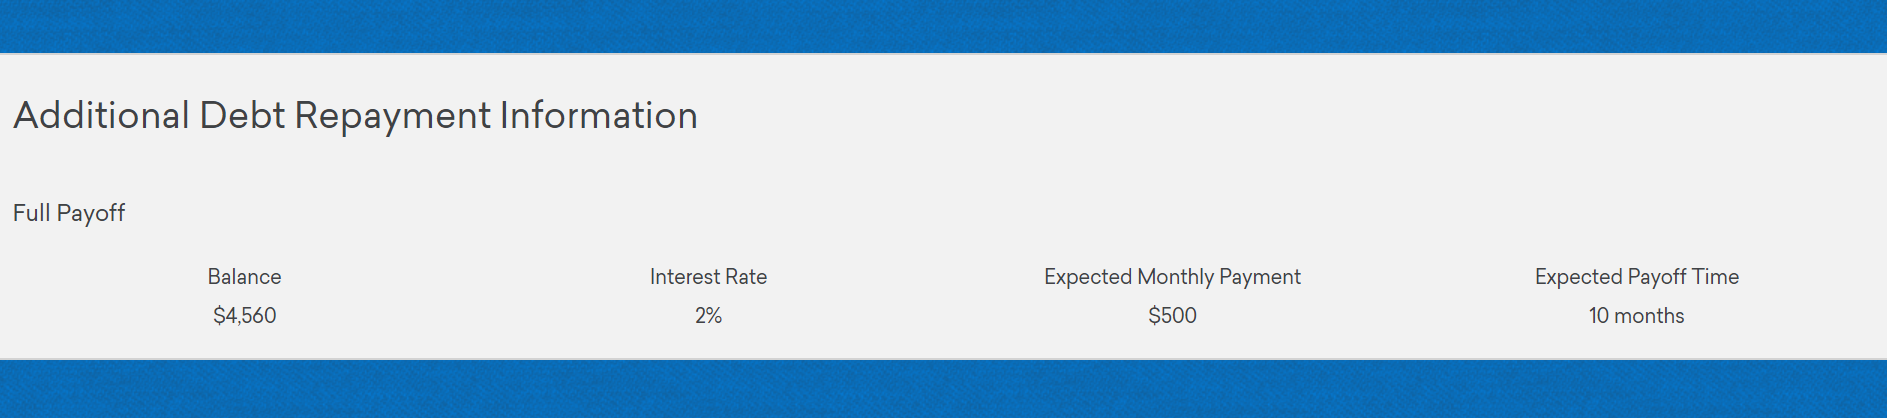 Additional Debt Repayment Information
Full Payoff
Balance Interest Rate Expected Monthly Payment Expected Payoff Time
$4,560 2% $500 10 months